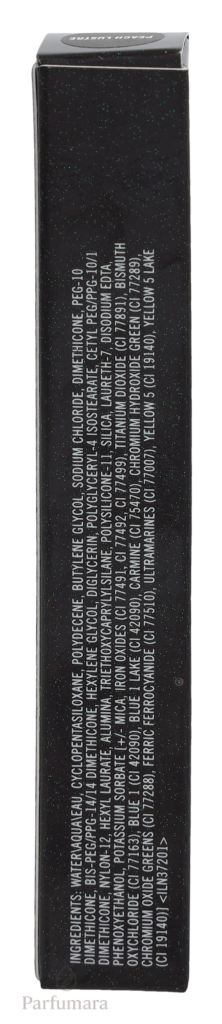 PEACH LUSTRE
INGREDIENTS: WATER\AQUA\EAU, CYCLOPENTASILOXANE, POLYDECENE, BUTYLENE GLYCOL, SODIUM CHLORIDE, DIMETHICONE, PEG-10
DIMETHICONE, BIS-PEG/PPG-14/14 DIMETHICONE, HEXYLENE GLYCOL, DIGLYCERIN, POLYGLYCERYL-4 ISOSTEARATE, CETYL PEG/PPG-10/1
DIMETHICONE, NYLON-12, HEXYL LAURATE, ALUMINA, TRIETHOXYCAPRYLYLSILANE, POLYSILICONE-11, SILICA, LAURETH-7, DISODIUM EDTA,
PHENOXYETHANOL, POTASSIUM SORBATE [+/- MICA, IRON OXIDES (CI 77491, CI 77492, CI 77499), TITANIUM DIOXIDE (CI 77891), BISMUTH
OXYCHLORIDE (CI 77163), BLUE 1 (CI 42090), BLUE 1 LAKE (CI 42090), CARMINE (CI 75470), CHROMIUM HYDROXIDE GREEN (CI 77289),
CHROMIUM OXIDE GREENS (CI 77288), FERRIC FERROCYANIDE (CI 77510), ULTRAMARINES (CI 77007), YELLOW 5 (CI 19140), YELLOW 5 LAKE
(CI 19140)] <ILN37201>
Parfumara